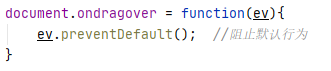 document.ondragover = function(ev){
    ev.preventDefault();  //阻止默认行为
}